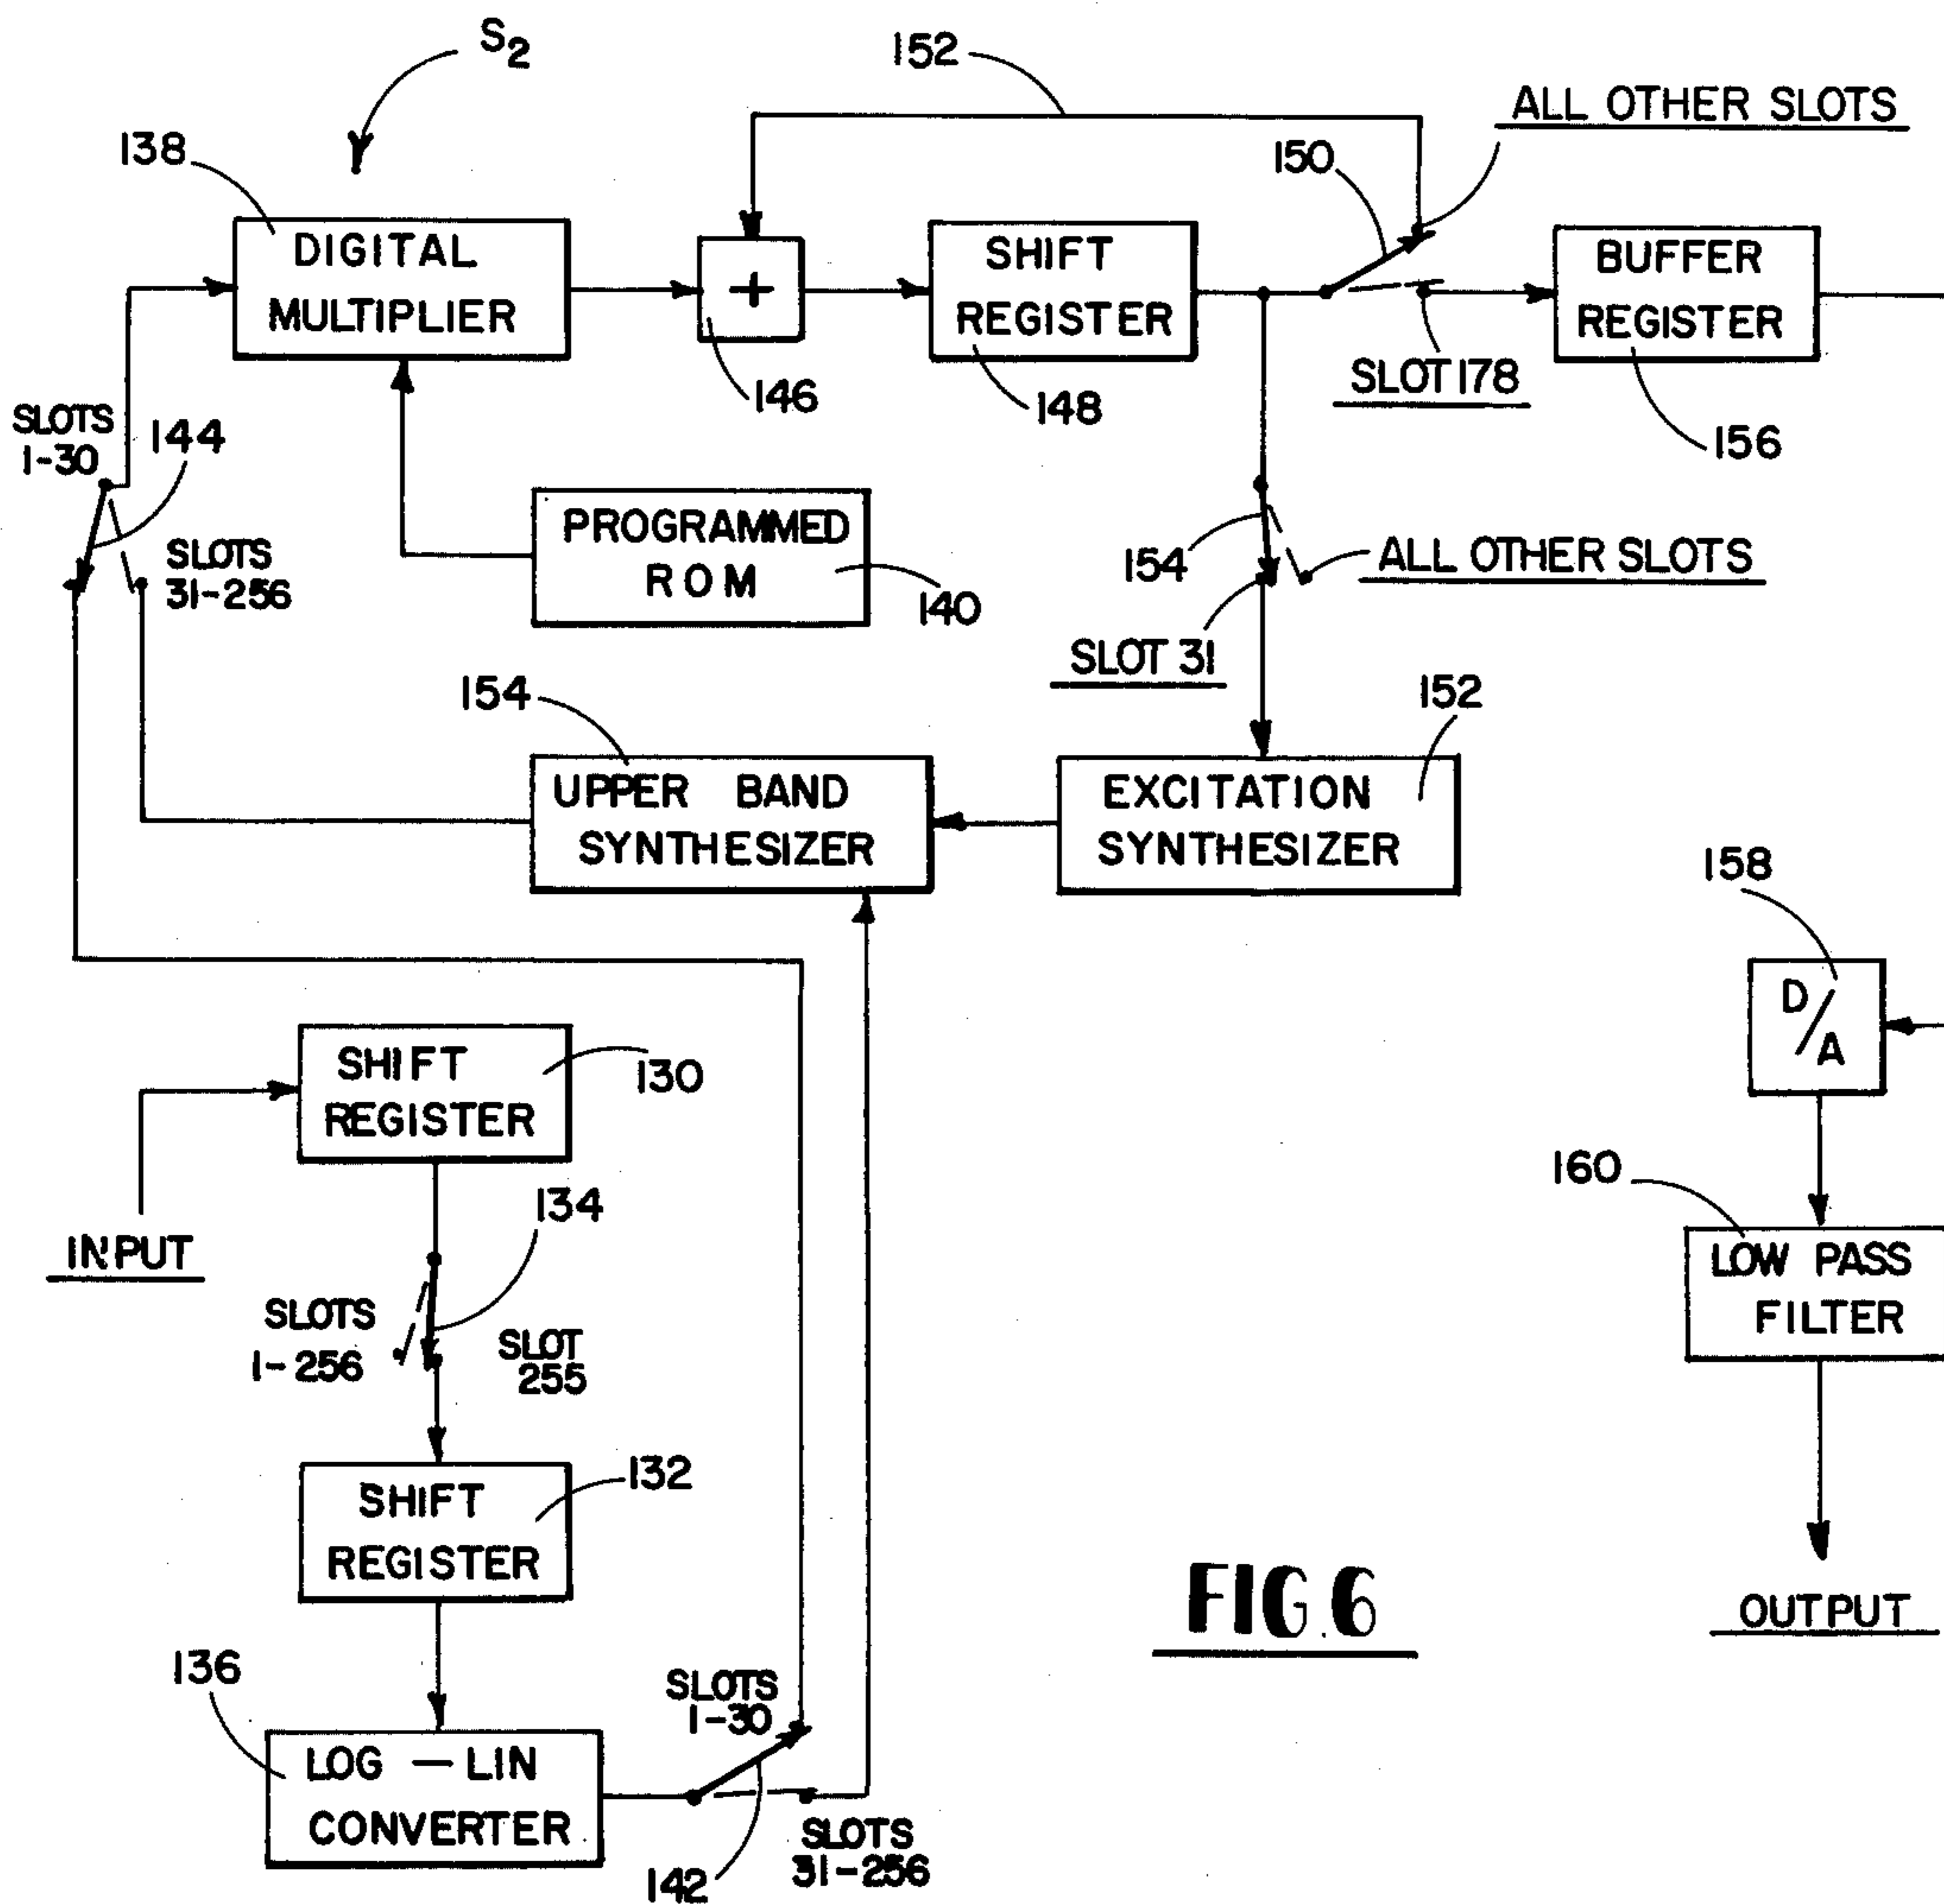 S2
152
ALL OTHER SLOTS
138
150
DIGITAL
MULTIPLIER
+
SHIFT
REGISTER
BUFFER
REGISTER
146
148
SLOT 178
156
SLOTS
1-30
144
SLOTS
31-256
PROGRAMMED
ROM
140
154
ALL OTHER SLOTS
SLOT 31
154
152
UPPER BAND
SYNTHESIZER
EXCITATION
SYNTHESIZER
158
D/A
SHIFT
REGISTER
130
INPUT
134
160
LOW PASS
FILTER
SLOTS
1-256
SLOT
255
SHIFT
REGISTER
132
FIG.6
OUTPUT
136
LOG - LIN
CONVERTER
SLOTS
1-30
142
SLOTS
31-256